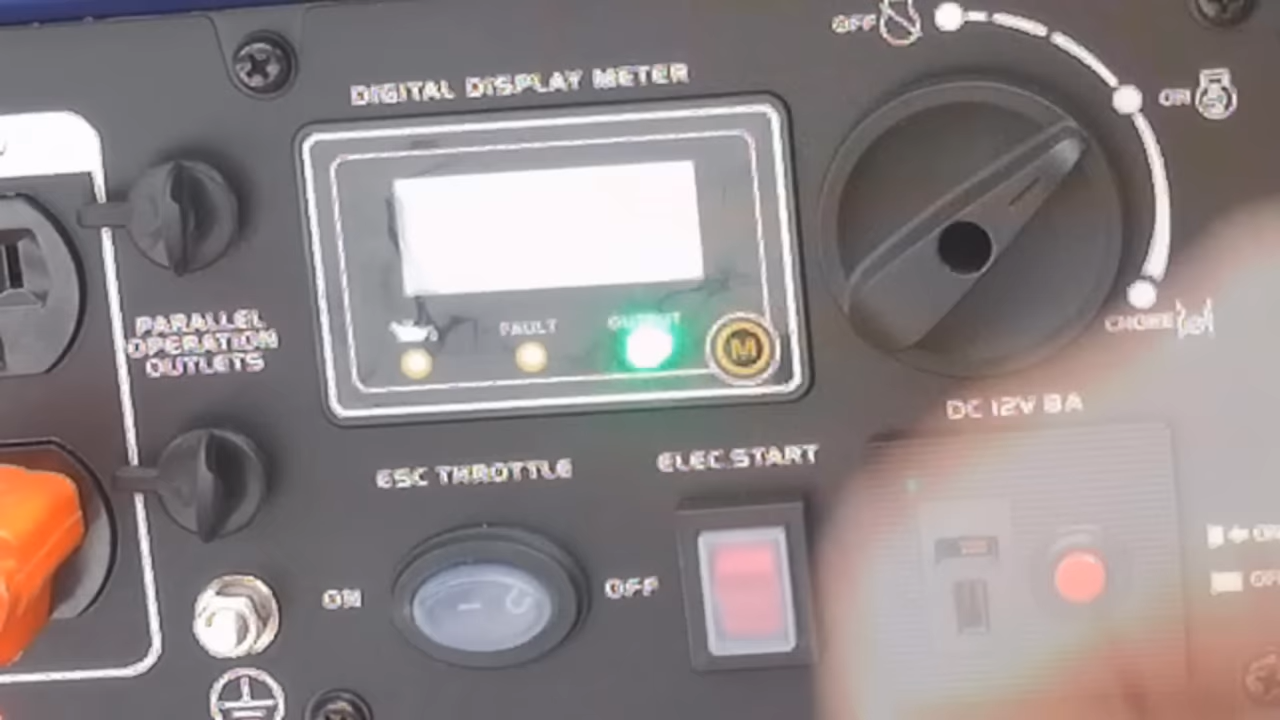 OFF
DIGITAL DISPLAY METER
ON
PARALLEL
OPERATION
OUTLETS
FAULT
OUTPUT
M
CHOKE
DC 12V 8A
ESC THROTTLE
ELEC.START
ON
OFF